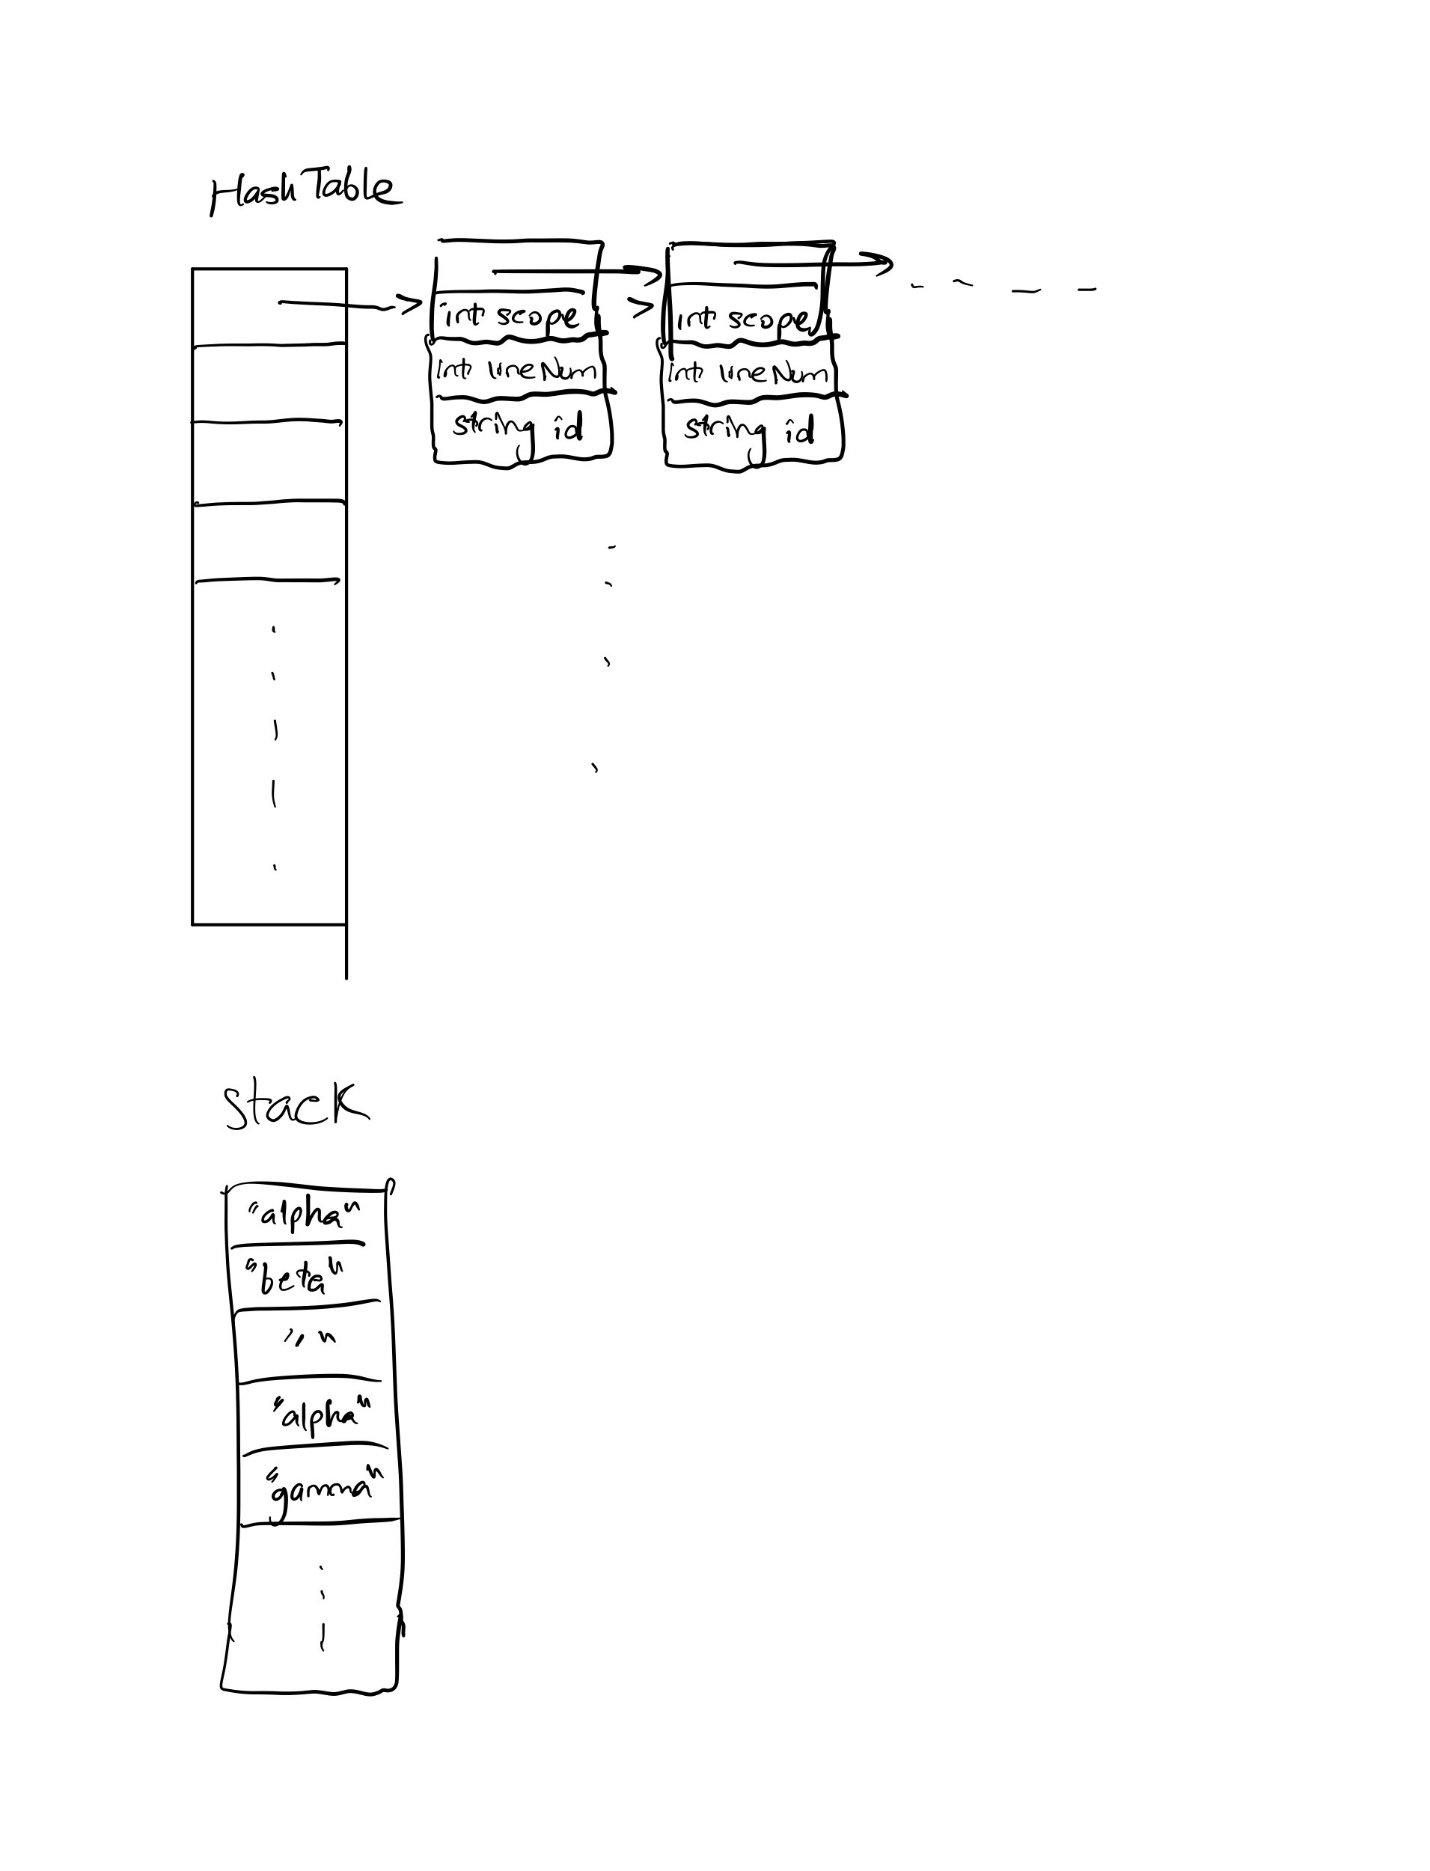 Hash Table
int scope
int lineNum
string id
int scope
int lineNum
string id
Stack
"alpha"
"beta"
" "
"alpha"
"gamma"